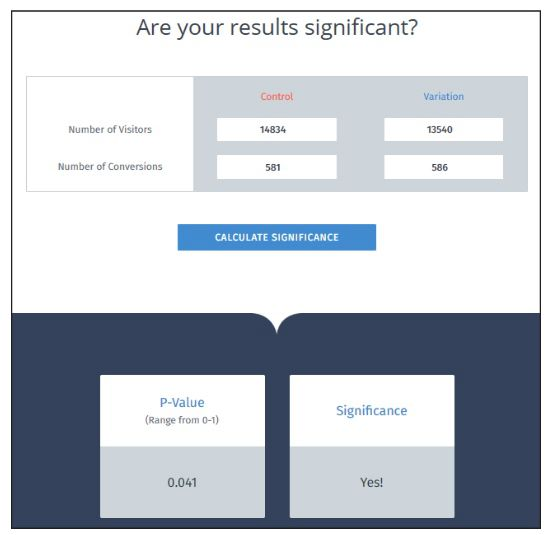 Are your results significant?
Control Variation
Number of Visitors 14834 13540
Number of Conversions 581 586
CALCULATE SIGNIFICANCE
P-Value
(Range from 0-1)
Significance
0.041 Yes!